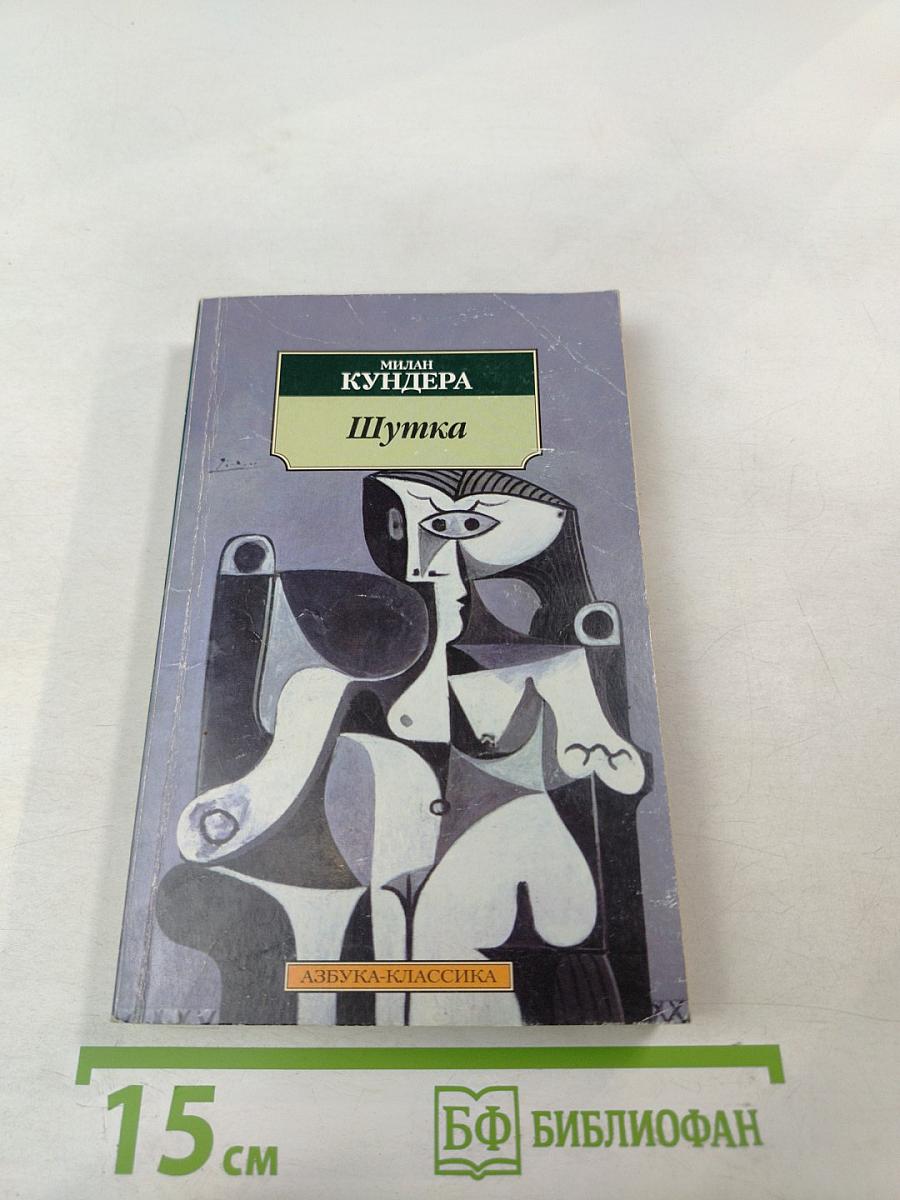 МИЛАН
КУНДЕРА
Шутка
АЗБУКА-КЛАССИКА
15 см
БФ БИБЛИОФАН